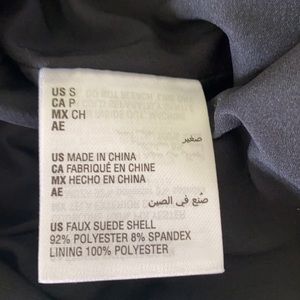 US S
CA P
MX CH
AE
صغير
US MADE IN CHINA
CA FABRIQUÉ EN CHINE
MX HECHO EN CHINA
AE
صُنع في الصين
US FAUX SUEDE SHELL
92% POLYESTER 8% SPANDEX
LINING 100% POLYESTER